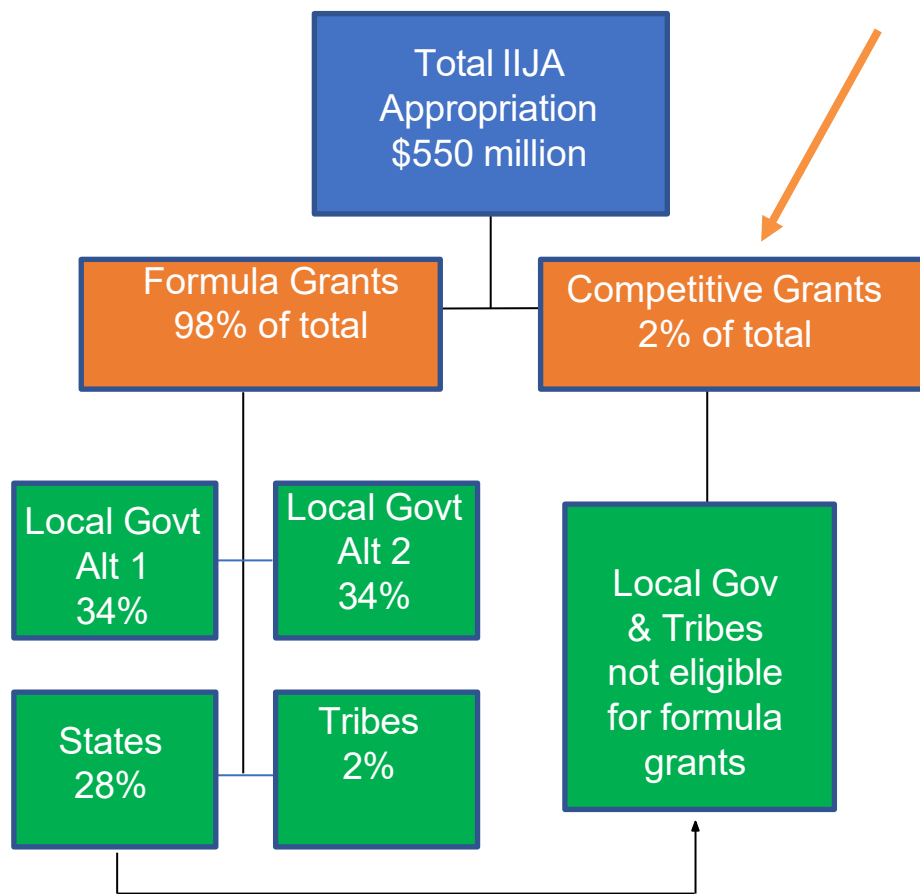 Total IIJA
Appropriation
$550 million
Formula Grants
98% of total
Competitive Grants
2% of total
Local Govt
Alt 1
34%
Local Govt
Alt 2
34%
Local Gov
& Tribes
not eligible
for formula
grants
States
28%
Tribes
2%